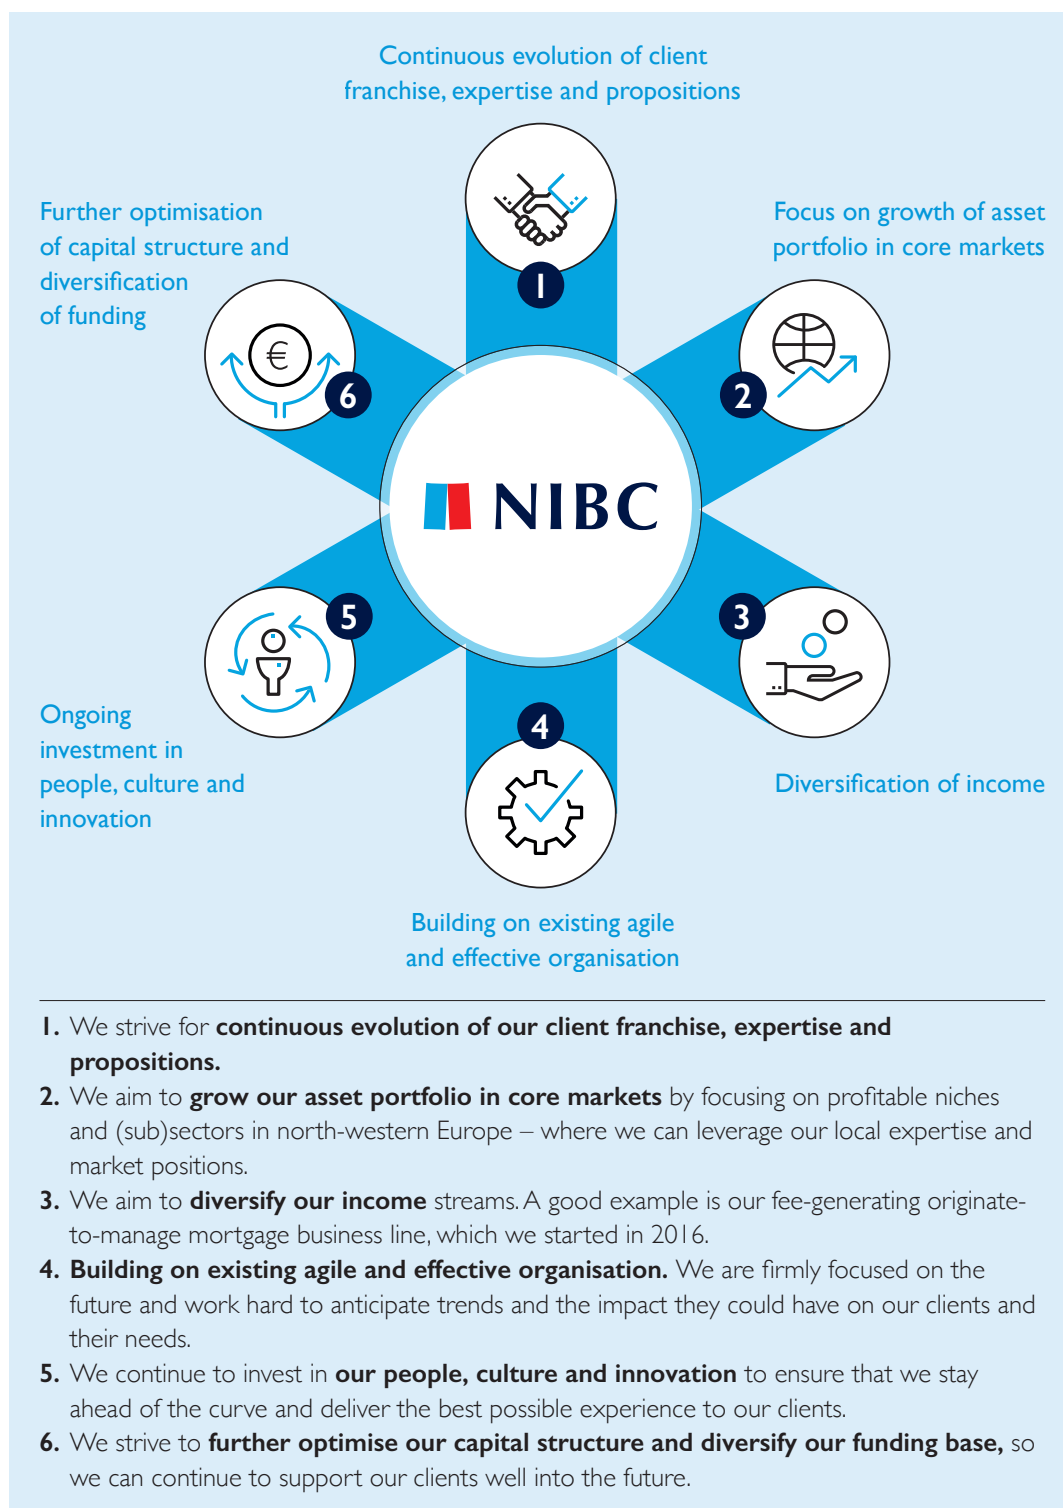 Continuous evolution of client
franchise, expertise and propositions
Further optimisation
of capital structure and
diversification
of funding
Focus on growth of asset
portfolio in core markets
1
€
6
2
NIBC
5
3
4
Ongoing
investment in
people, culture and
innovation
Diversification of income
Building on existing agile
and effective organisation
1. We strive for continuous evolution of our client franchise, expertise and
propositions.
2. We aim to grow our asset portfolio in core markets by focusing on profitable niches
and (sub)sectors in north-western Europe – where we can leverage our local expertise and
market positions.
3. We aim to diversify our income streams. A good example is our fee-generating originate-
to-manage mortgage business line, which we started in 2016.
4. Building on existing agile and effective organisation. We are firmly focused on the
future and work hard to anticipate trends and the impact they could have on our clients and
their needs.
5. We continue to invest in our people, culture and innovation to ensure that we stay
ahead of the curve and deliver the best possible experience to our clients.
6. We strive to further optimise our capital structure and diversify our funding base, so
we can continue to support our clients well into the future.